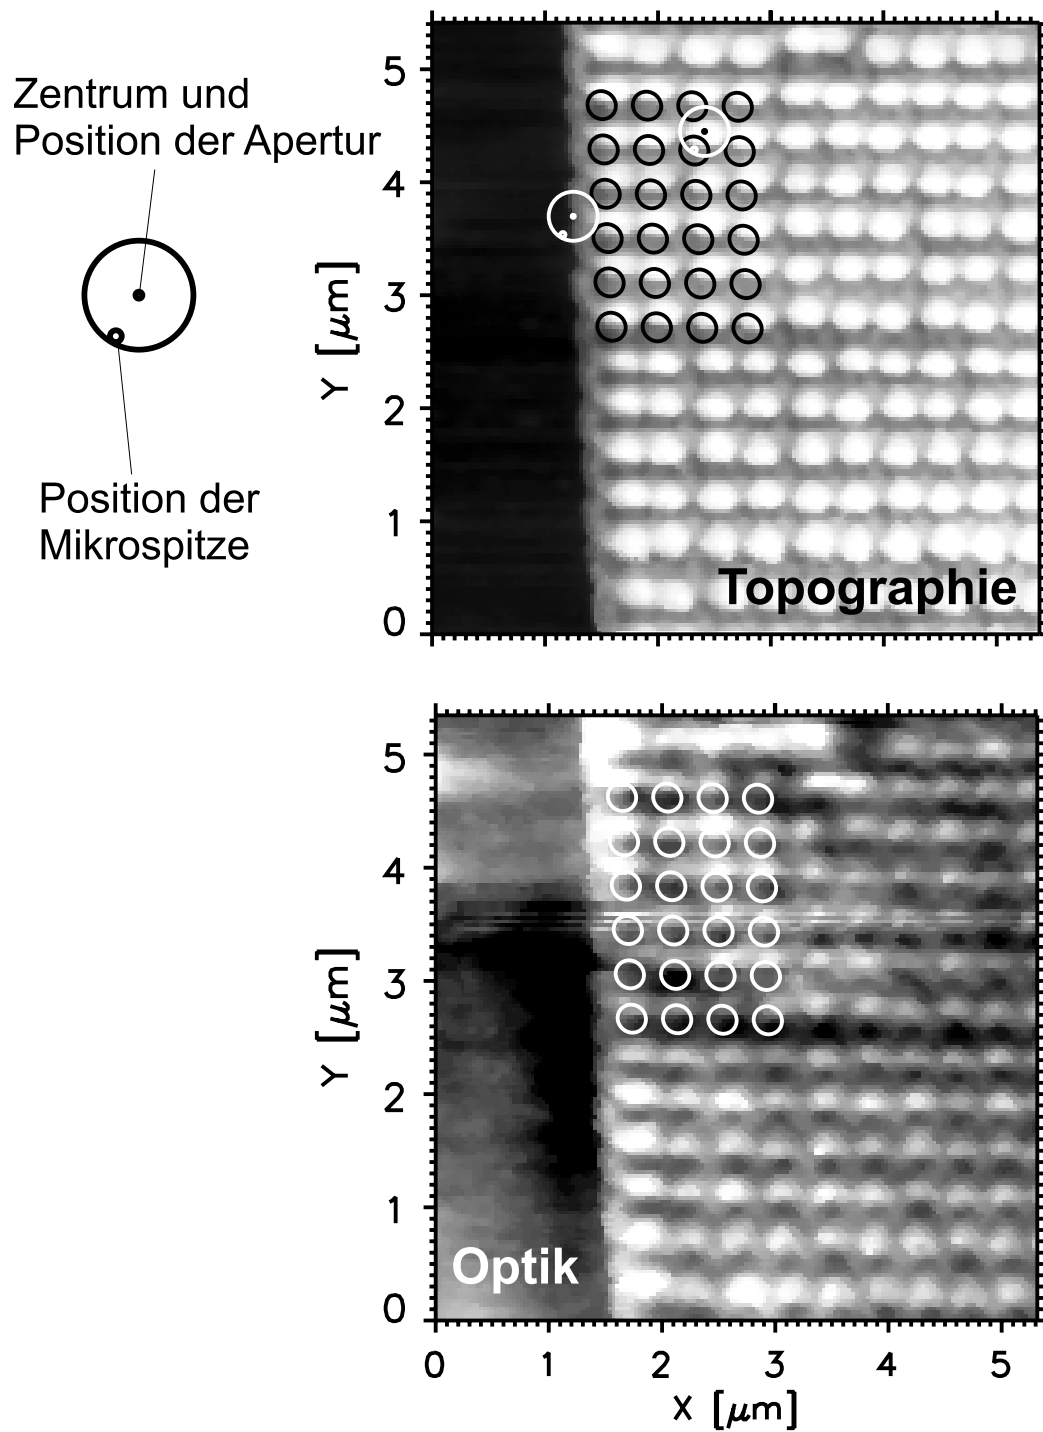 Zentrum und
Position der Apertur
Position der
Mikrospitze
5
4
3
2
1
0
Y [μm]
Topographie
5
4
3
2
1
0
Y [μm]
Optik
0 1 2 3 4 5
X [μm]